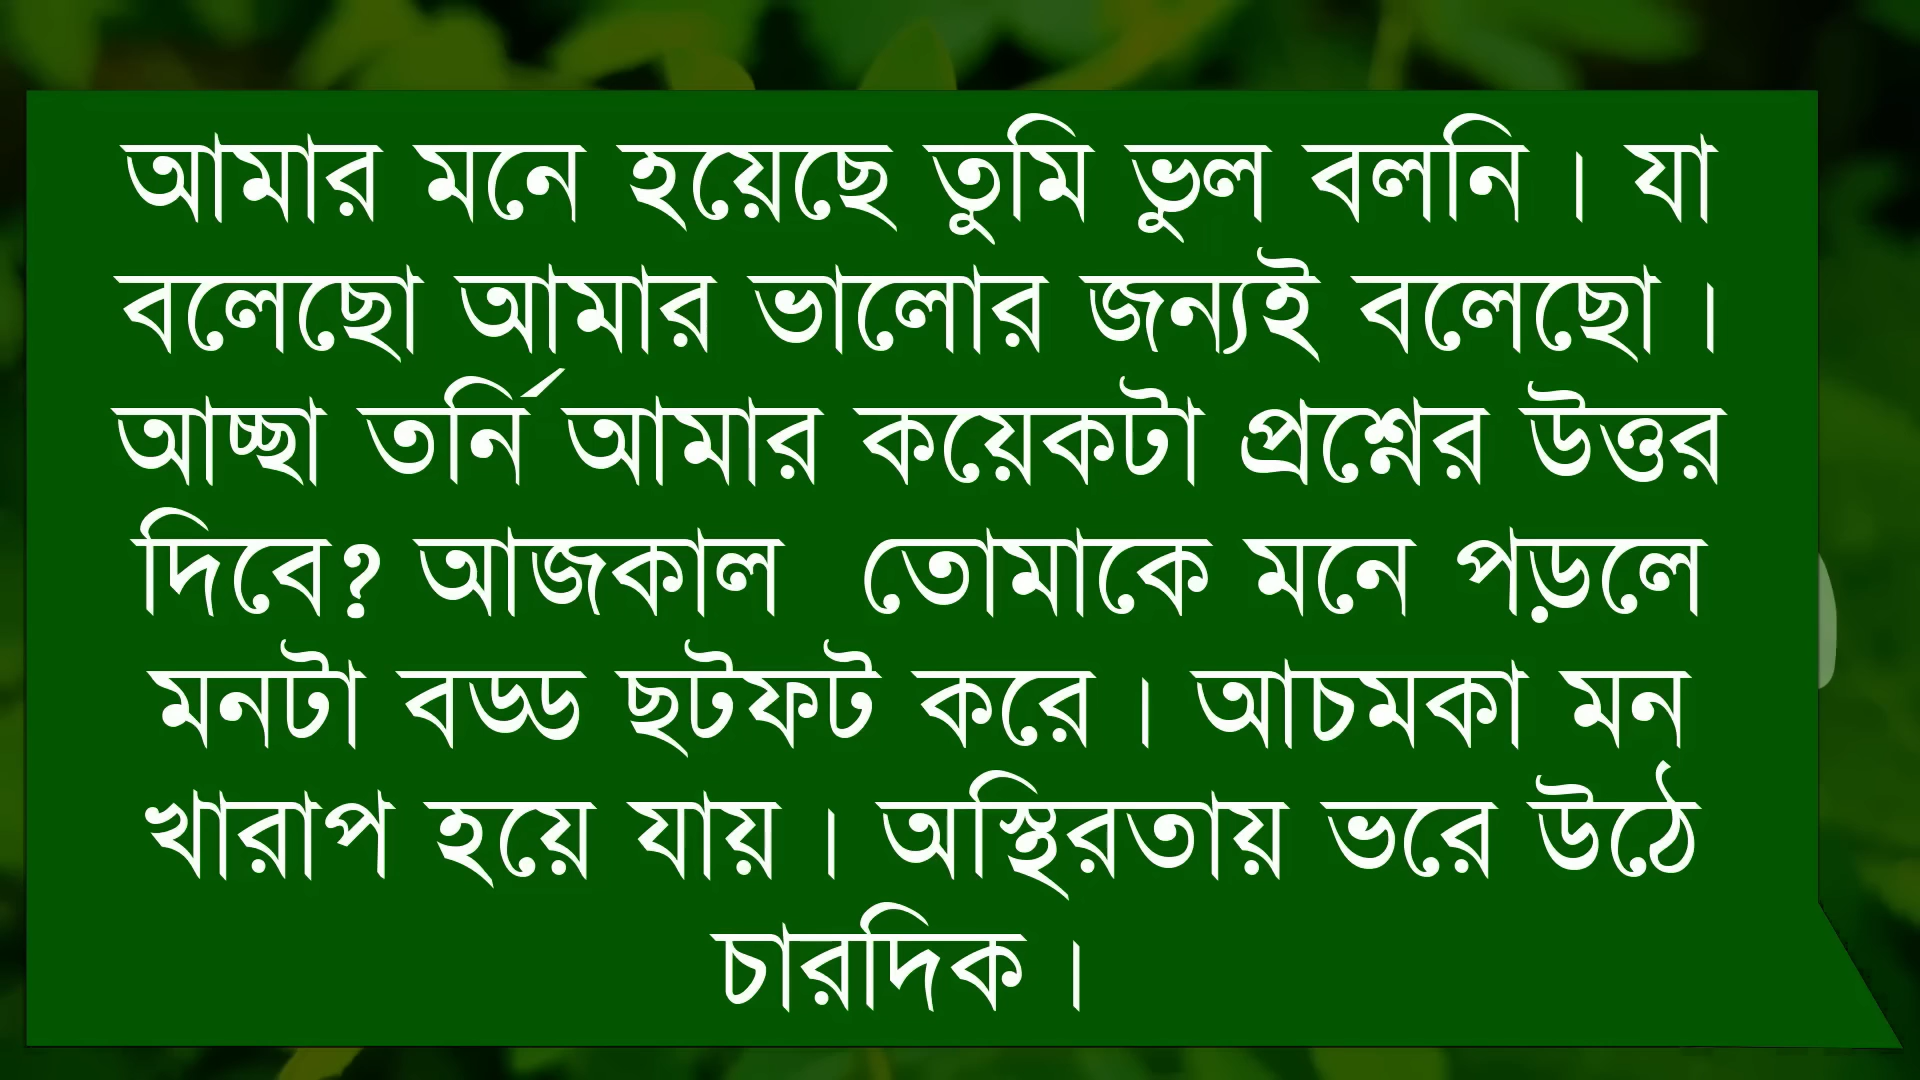 আমার মনে হয়েছে তুমি ভুল বলনি । যা
বলেছো আমার ভালোর জন্যই বলেছো ।
আচ্ছা তর্নি আমার কয়েকটা প্রশ্নের উত্তর
দিবে? আজকাল  তোমাকে মনে পড়লে
মনটা বড্ড ছটফট করে । আচমকা মন
খারাপ হয়ে যায় । অস্থিরতায় ভরে উঠে
চারদিক ।